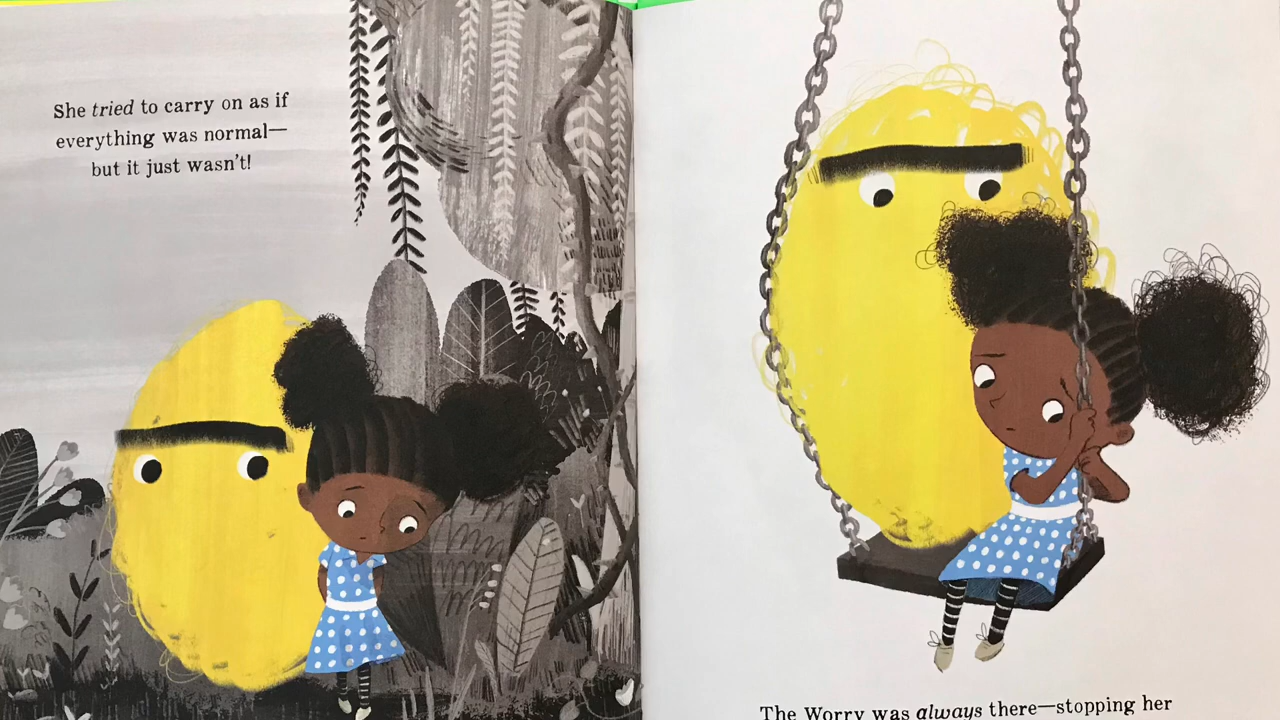 She tried to carry on as if
everything was normal—
but it just wasn't!
The Worry was always there—stopping her